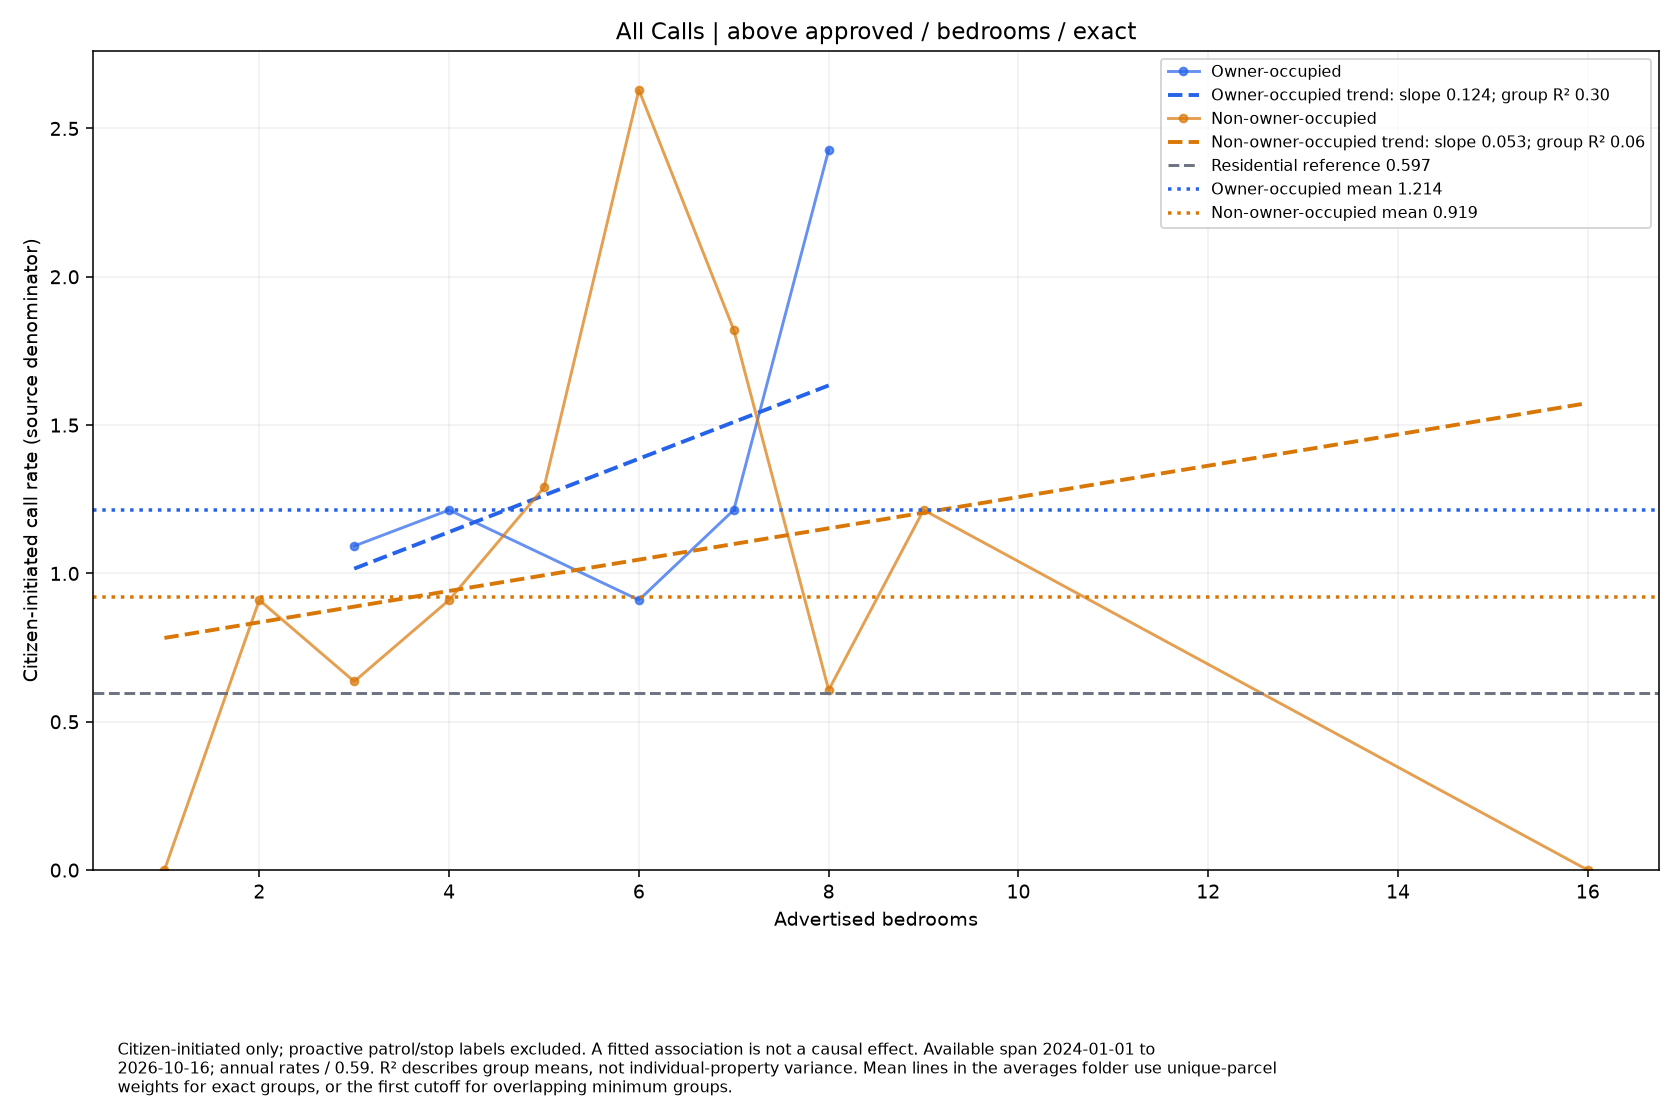 All Calls | above approved / bedrooms / exact
Owner-occupied
Owner-occupied trend: slope 0.124; group R² 0.30
Non-owner-occupied
Non-owner-occupied trend: slope 0.053; group R² 0.06
Residential reference 0.597
Owner-occupied mean 1.214
Non-owner-occupied mean 0.919
Citizen-initiated call rate (source denominator)
2.5
2.0
1.5
1.0
0.5
0.0
2 4 6 8 10 12 14 16
Advertised bedrooms
Citizen-initiated only; proactive patrol/stop labels excluded. A fitted association is not a causal effect. Available span 2024-01-01 to
2026-10-16; annual rates / 0.59. R² describes group means, not individual-property variance. Mean lines in the averages folder use unique-parcel
weights for exact groups, or the first cutoff for overlapping minimum groups.